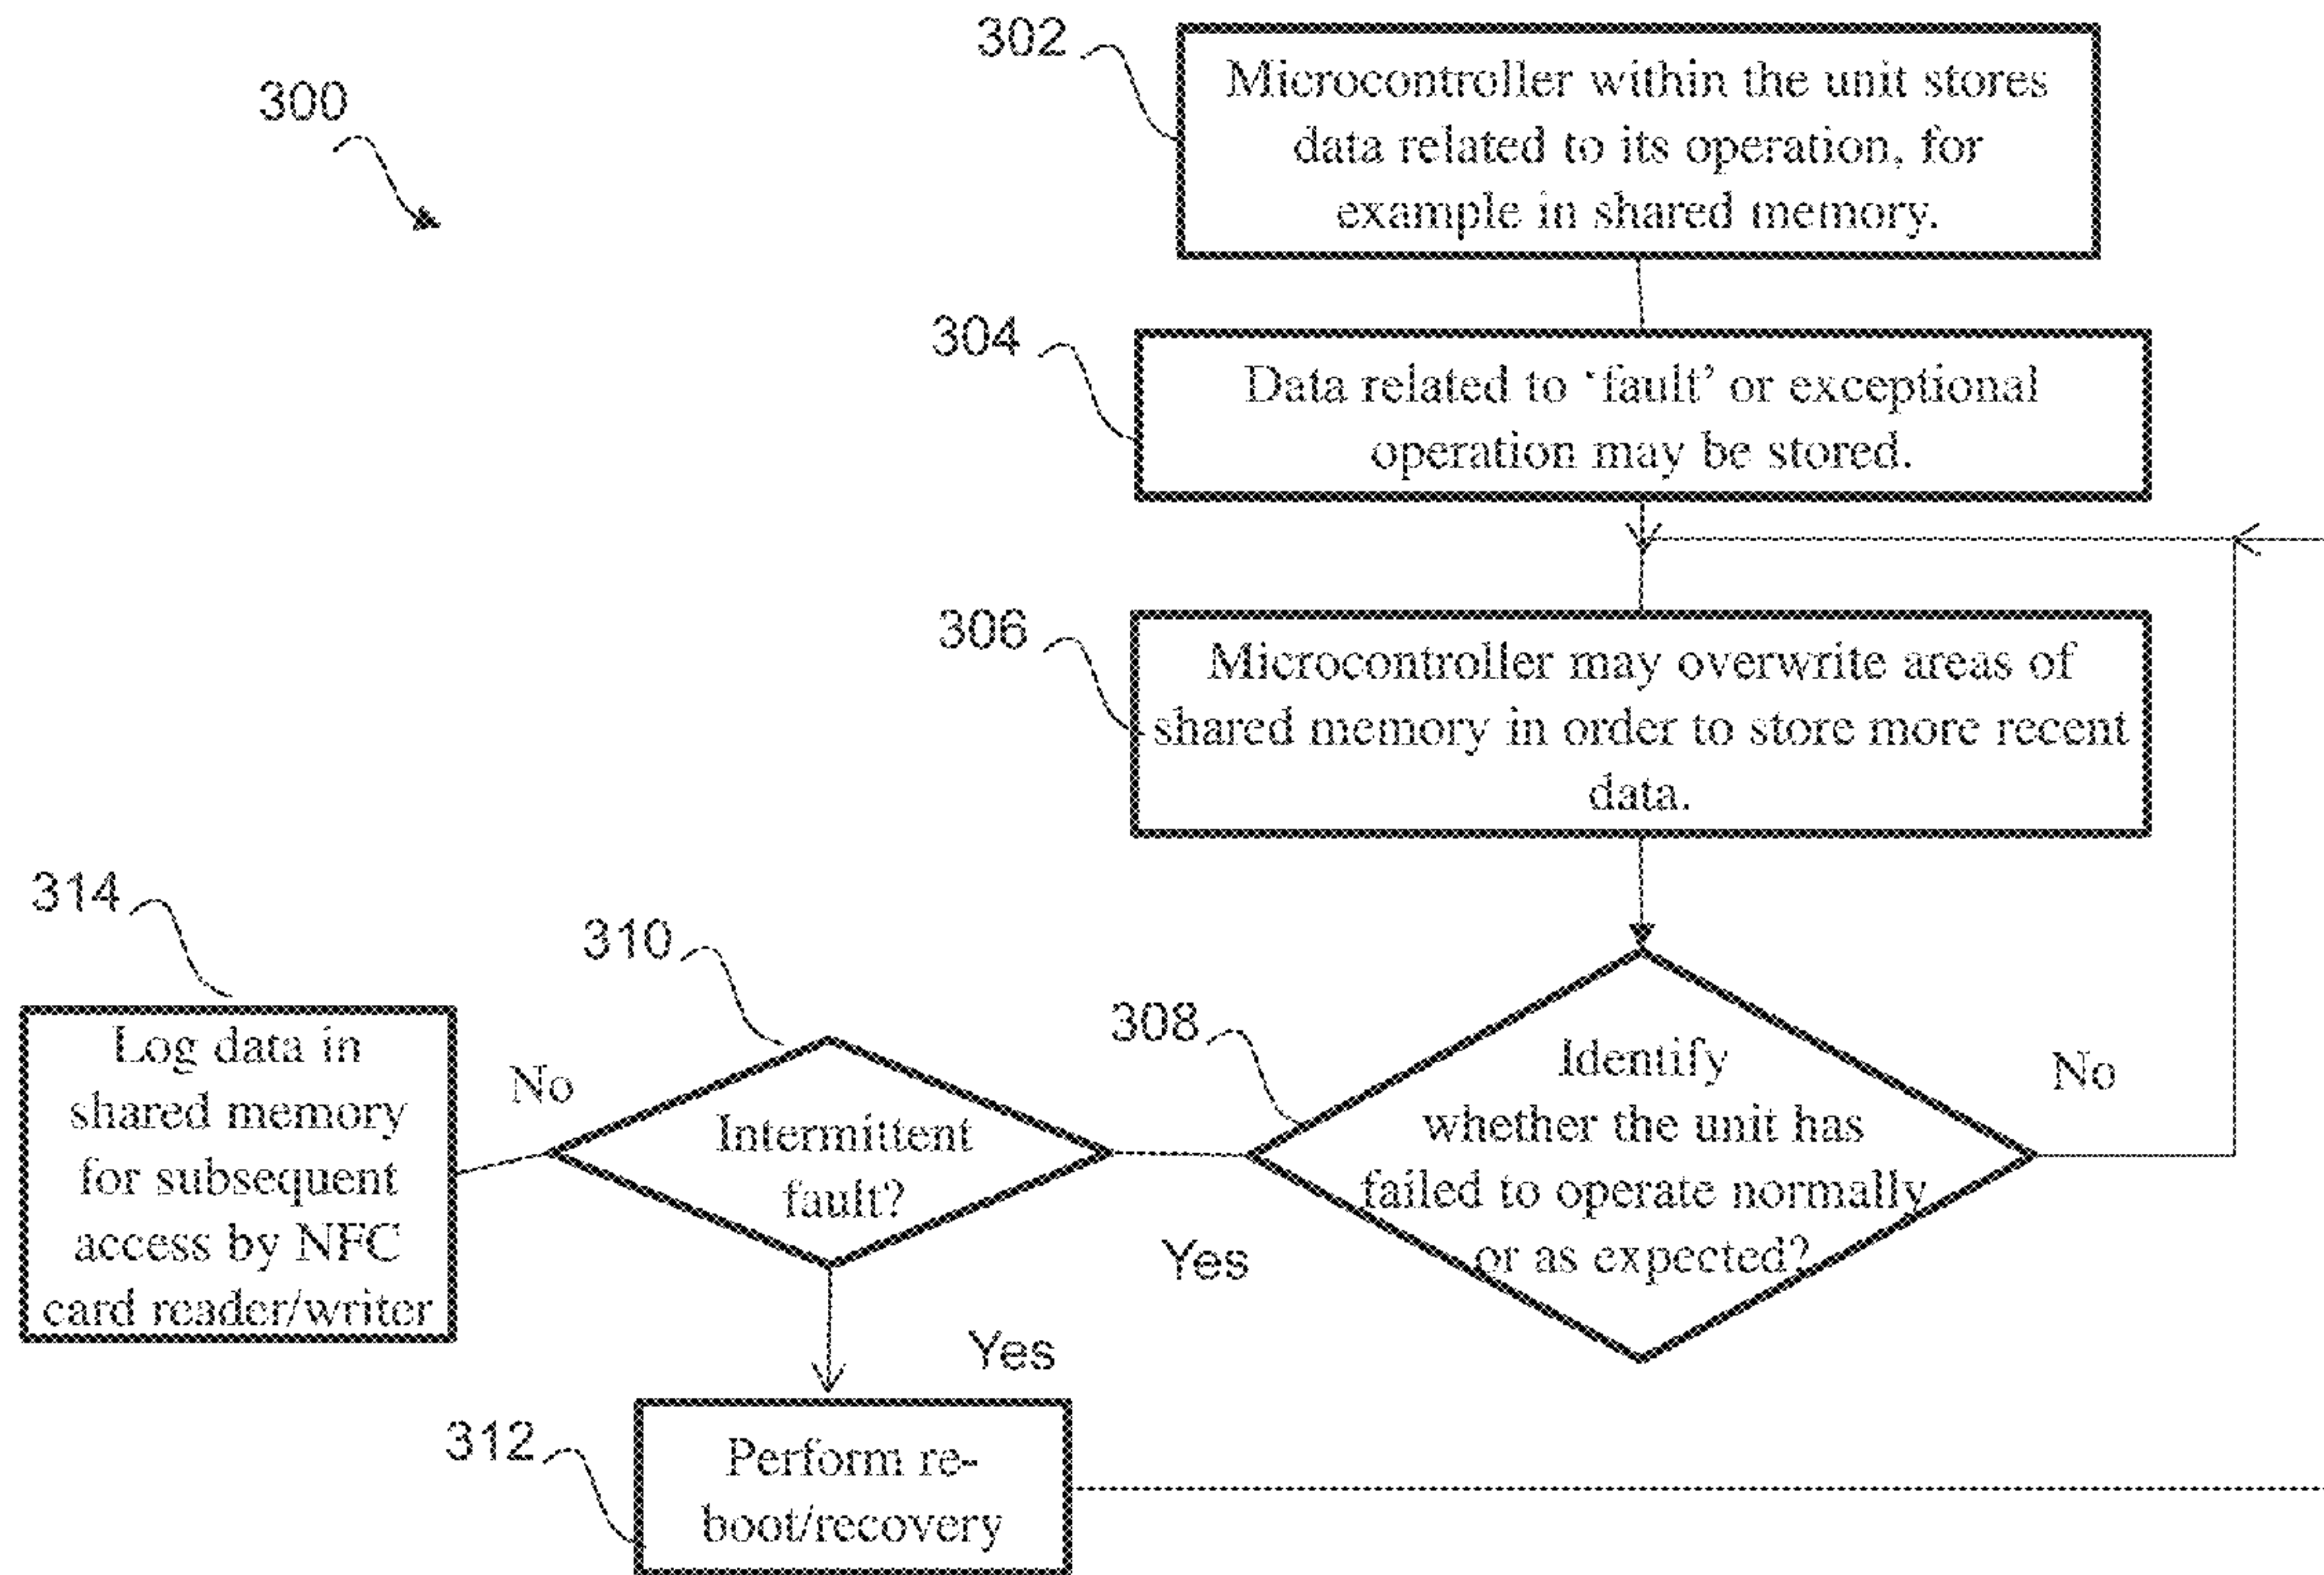 300
302
Microcontroller within the unit stores
data related to its operation, for
example in shared memory.
304
Data related to ‘fault’ or exceptional
operation may be stored.
306
Microcontroller may overwrite areas of
shared memory in order to store more recent
data.
308
Identify
whether the unit has
failed to operate normally
or as expected?
No
Yes
310
Intermittent
fault?
No
Yes
314
Log data in
shared memory
for subsequent
access by NFC
card reader/writer
312
Perform re-
boot/recovery